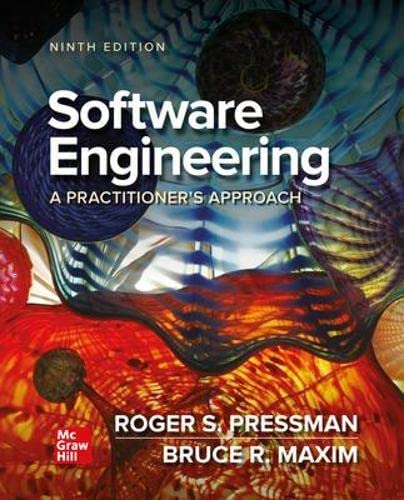 NINTH EDITION
Software
Engineering
A PRACTITIONER'S APPROACH
ROGER S. PRESSMAN
BRUCE R. MAXIM
Mc
Graw
Hill